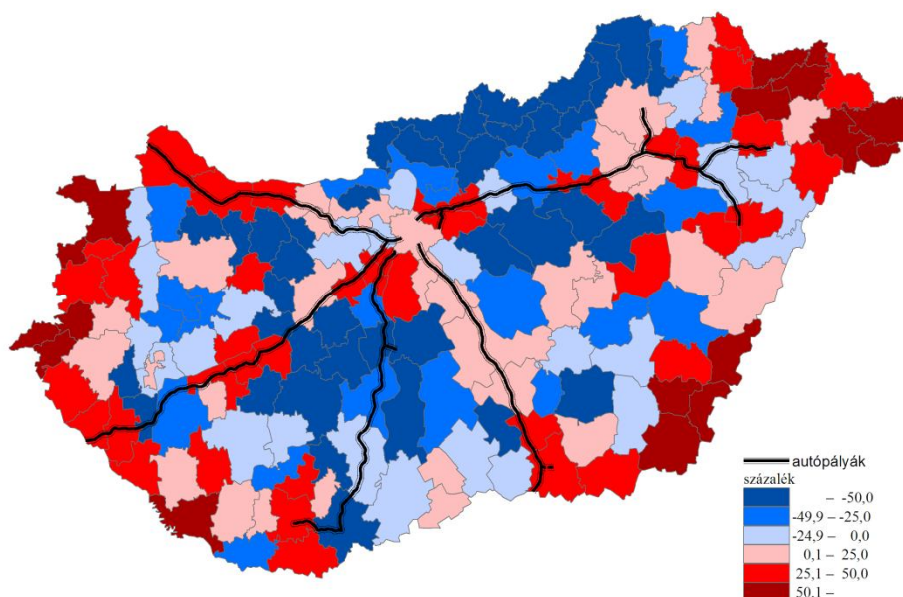 autópályák
százalék
– -50,0
-49,9 – -25,0
-24,9 – 0,0
0,1 – 25,0
25,1 – 50,0
50,1 –